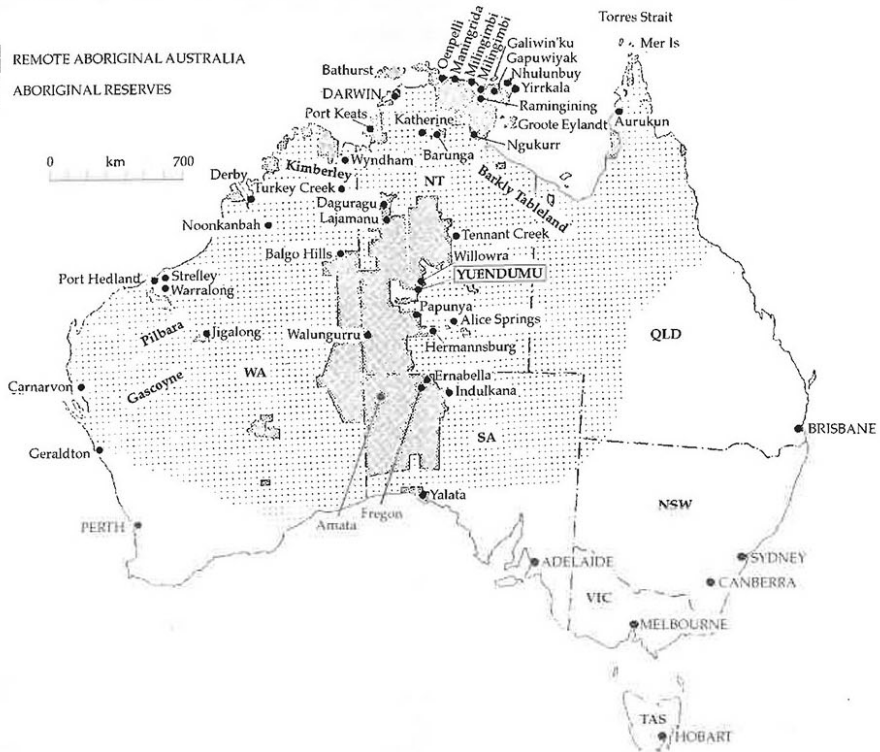 Torres Strait
Mer Is
REMOTE ABORIGINAL AUSTRALIA
ABORIGINAL RESERVES
0 km 700
Oenpelli
Maningrida
Milingimbi
Milingimbi
Galiwin'ku
Gapuwiyak
Nhulunbuy
Yirrkala
Ramingining
Bathurst
DARWIN
Port Keats
Katherine
Groote Eylandt
Aurukun
Ngukurr
Barunga
Wyndham
Kimberley
Derby
Turkey Creek
NT
Barkly Tableland
Daguragu
Lajamanu
Noonkanbah
Tennant Creek
Balgo Hills
Willowra
YUENDUMU
Port Hedland
Strelley
Warralong
Papunya
Alice Springs
Pilbara
Jigalong
Walungurru
Hermannsburg
QLD
WA
Gascoyne
Ernabella
Indulkana
Carnarvon
BRISBANE
Geraldton
SA
Yalata
NSW
PERTH
Amata
Fregon
ADELAIDE
SYDNEY
CANBERRA
VIC
MELBOURNE
TAS
HOBART